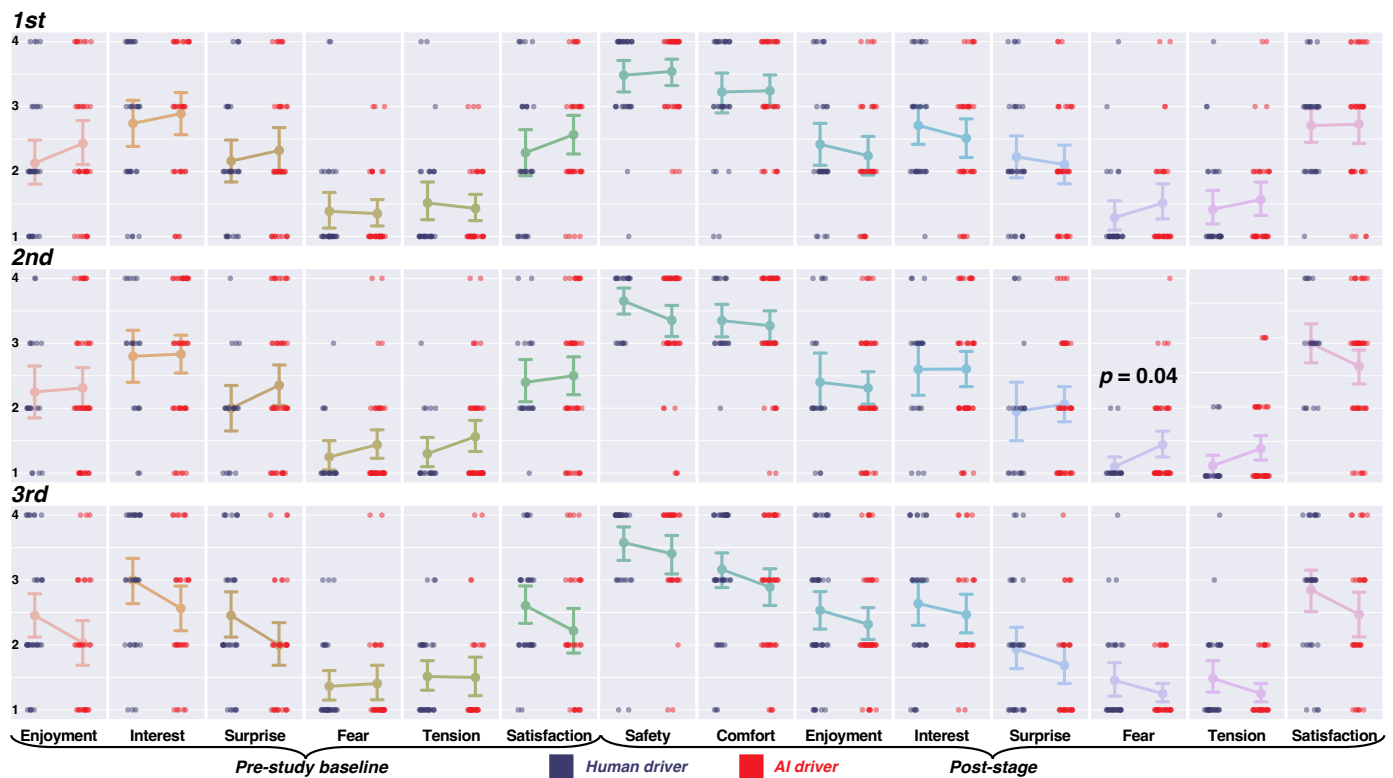 1st
4
3
2
1
2nd
4
3
p = 0.04
2
1
3rd
4
3
2
1
Enjoyment Interest Surprise Fear Tension Satisfaction Safety Comfort Enjoyment Interest Surprise Fear Tension Satisfaction
Pre-study baseline Human driver AI driver Post-stage